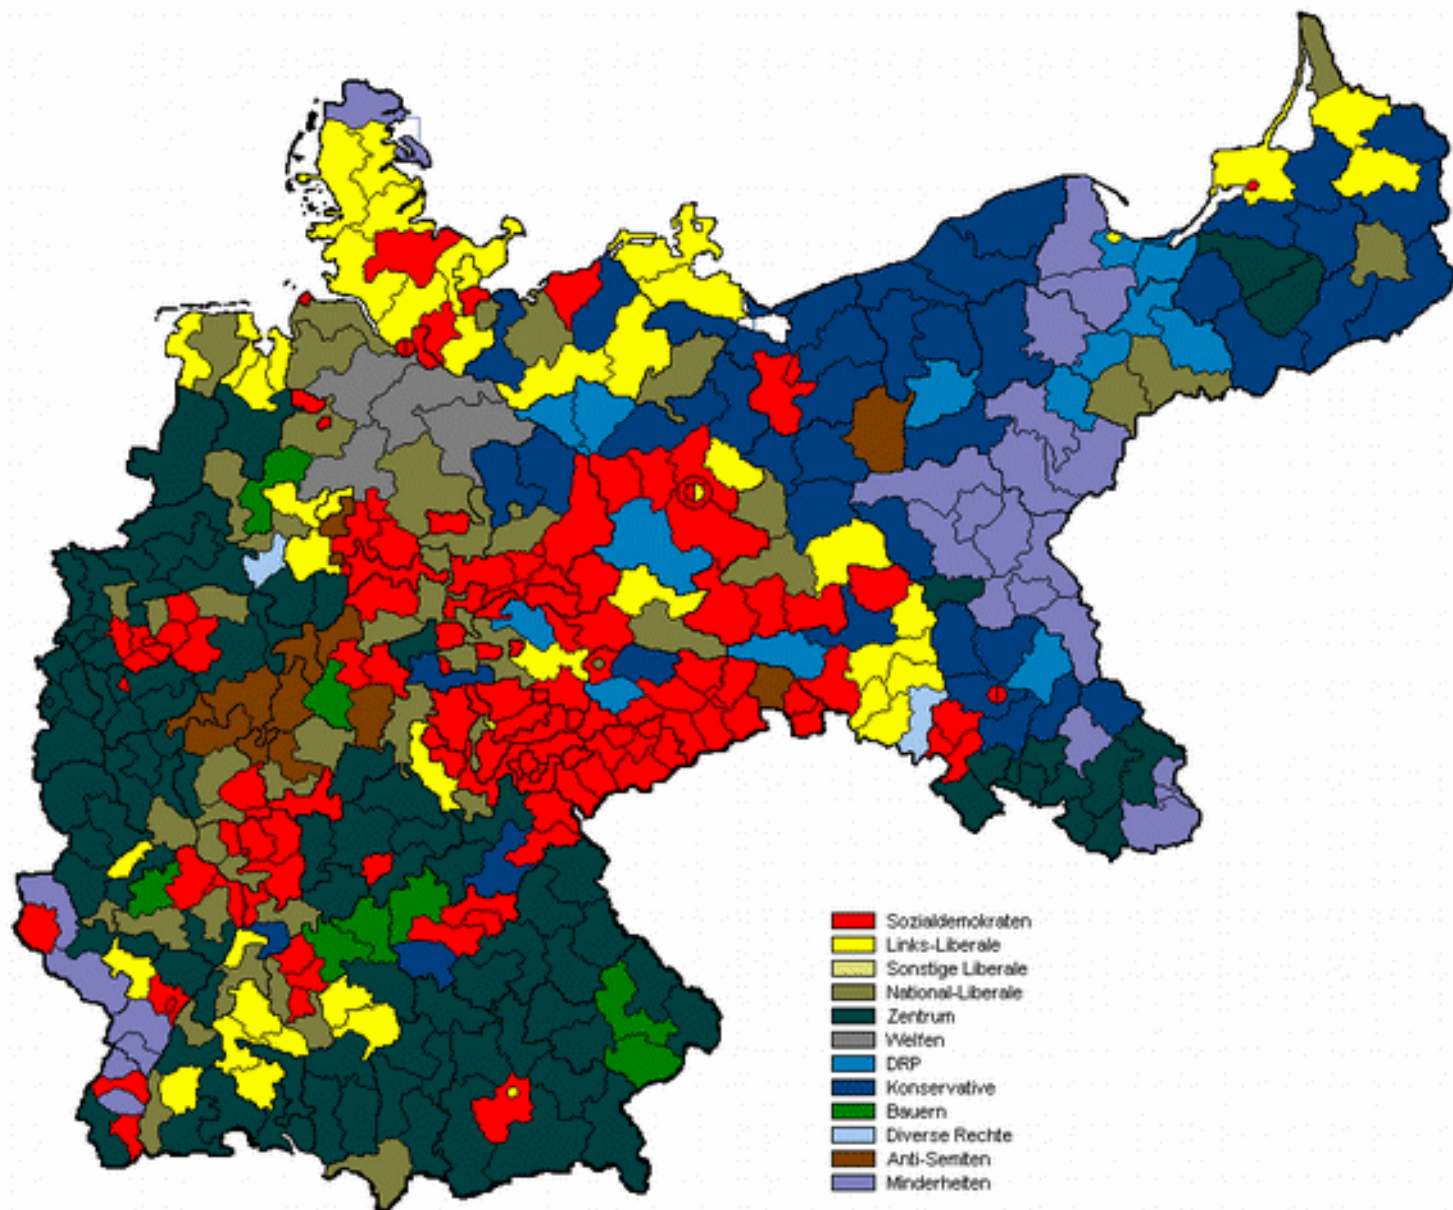 Sozialdemokraten
Links-Liberale
Sonstige Liberale
National-Liberale
Zentrum
Welfen
DRP
Konservative
Bauern
Diverse Rechte
Anti-Semiten
Minderheiten